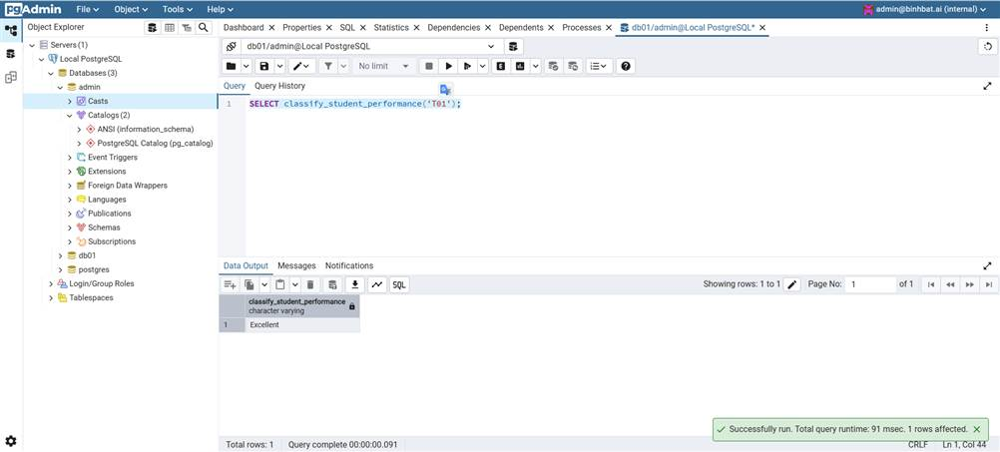 pgAdmin File Object Tools Help admin@binhbat.ai (internal)
Object Explorer
Dashboard Properties SQL Statistics Dependencies Dependents Processes db01/admin@Local PostgreSQL*
Servers (1)
Local PostgreSQL
Databases (3)
admin
Casts
Catalogs (2)
ANSI (information_schema)
PostgreSQL Catalog (pg_catalog)
Event Triggers
Extensions
Foreign Data Wrappers
Languages
Publications
Schemas
Subscriptions
db01
postgres
Login/Group Roles
Tablespaces
db01/admin@Local PostgreSQL
No limit
E
Query Query History
1 SELECT classify_student_performance('T01');
Data Output Messages Notifications
SQL Showing rows: 1 to 1 Page No: 1 of 1
classify_student_performance
character varying
1 Excellent
Successfully run. Total query runtime: 91 msec. 1 rows affected.
Total rows: 1 Query complete 00:00:00.091 CRLF Ln 1, Col 44